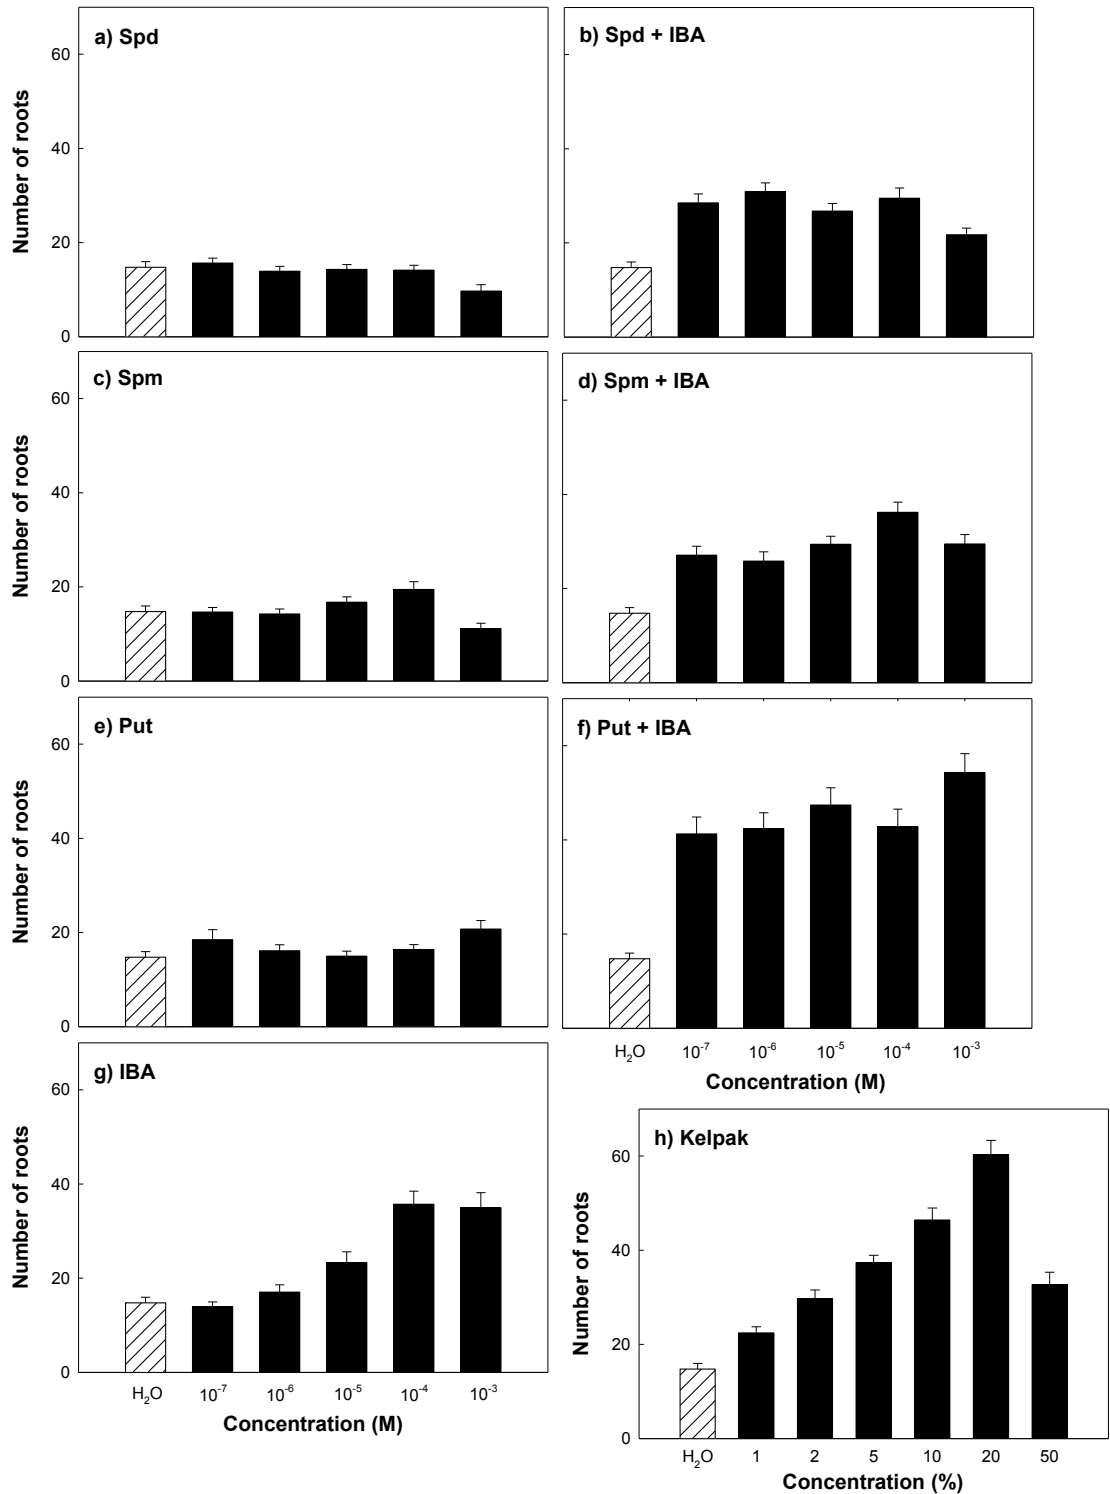 a) Spd
60
40
20
0
Number of roots
b) Spd + IBA
c) Spm
60
40
20
0
Number of roots
d) Spm + IBA
e) Put
60
40
20
0
Number of roots
f) Put + IBA
H₂O 10⁻⁷ 10⁻⁶ 10⁻⁵ 10⁻⁴ 10⁻³
Concentration (M)
g) IBA
60
40
20
0
Number of roots
H₂O 10⁻⁷ 10⁻⁶ 10⁻⁵ 10⁻⁴ 10⁻³
Concentration (M)
h) Kelpak
60
40
20
0
Number of roots
H₂O 1 2 5 10 20 50
Concentration (%)